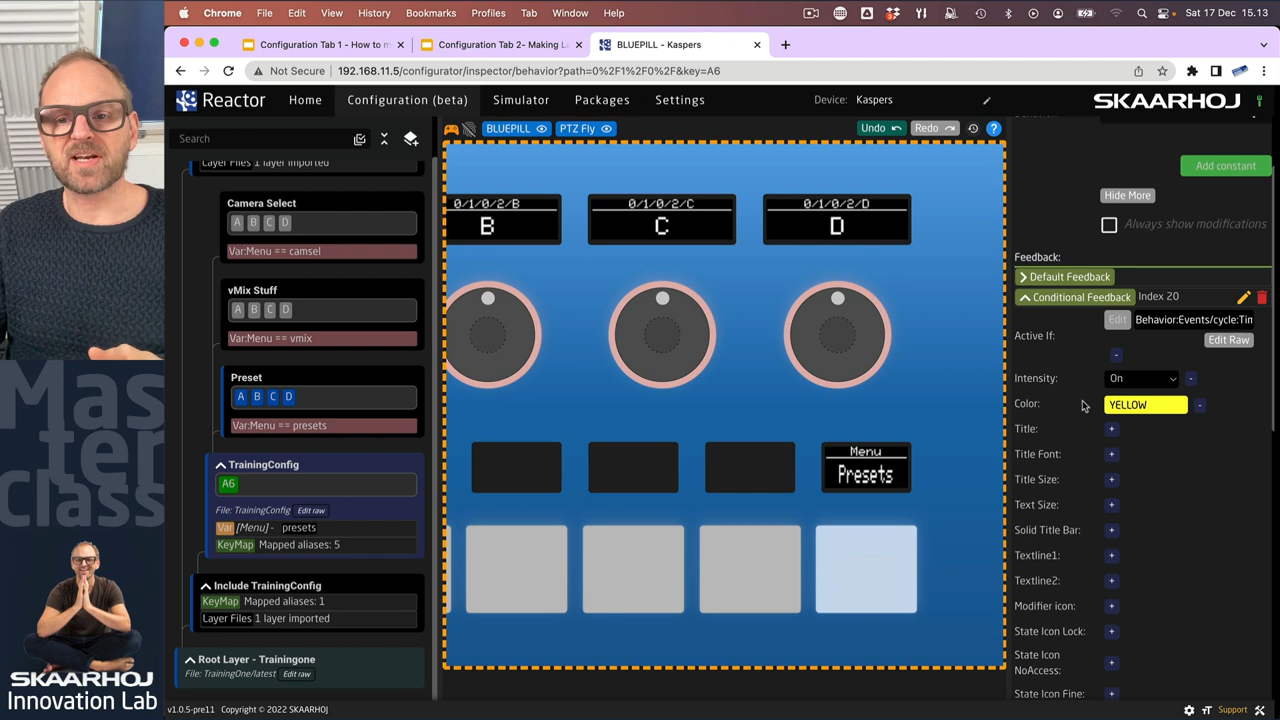 Chrome File Edit View History Bookmarks Profiles Tab Window Help Sat 17 Dec 15.13
Configuration Tab 1 - How to m
Configuration Tab 2- Making L
BLUEPILL - Kaspers
Not Secure 192.168.11.5/configurator/inspector/behavior?path=0%2F1%2F0%2F&key=A6
Reactor Home Configuration (beta) Simulator Packages Settings Device: Kaspers SKAARHOJ
Search
BLUEPILL PTZ Fly Undo Redo ?
Layer Files 1 layer imported
Camera Select
A B C D
Var:Menu == camsel
vMix Stuff
A B C D
Var:Menu == vmix
Preset
A B C D
Var:Menu == presets
TrainingConfig
A6
File: TrainingConfig Edit raw
Var [Menu] - presets
KeyMap Mapped aliases: 5
Include TrainingConfig
KeyMap Mapped aliases: 1
Layer Files 1 layer imported
Root Layer - Trainingone
File: TrainingOne/latest Edit raw
0/1/0/2/B
B
0/1/0/2/C
C
0/1/0/2/D
D
Menu
Presets
Add constant
Hide More
Always show modifications
Feedback:
Default Feedback
Conditional Feedback Index 20
Active If: Edit Behavior:Events/cycle:Tim
Edit Raw
-
Intensity: On -
Color: YELLOW -
Title: +
Title Font: +
Title Size: +
Text Size: +
Solid Title Bar: +
Textline1: +
Textline2: +
Modifier icon: +
State Icon Lock: +
State Icon
NoAccess: +
State Icon Fine: +
Master
Class
SKAARHOJ
Innovation Lab
v1.0.5-pre11 Copyright © 2022 SKAARHOJ
Support